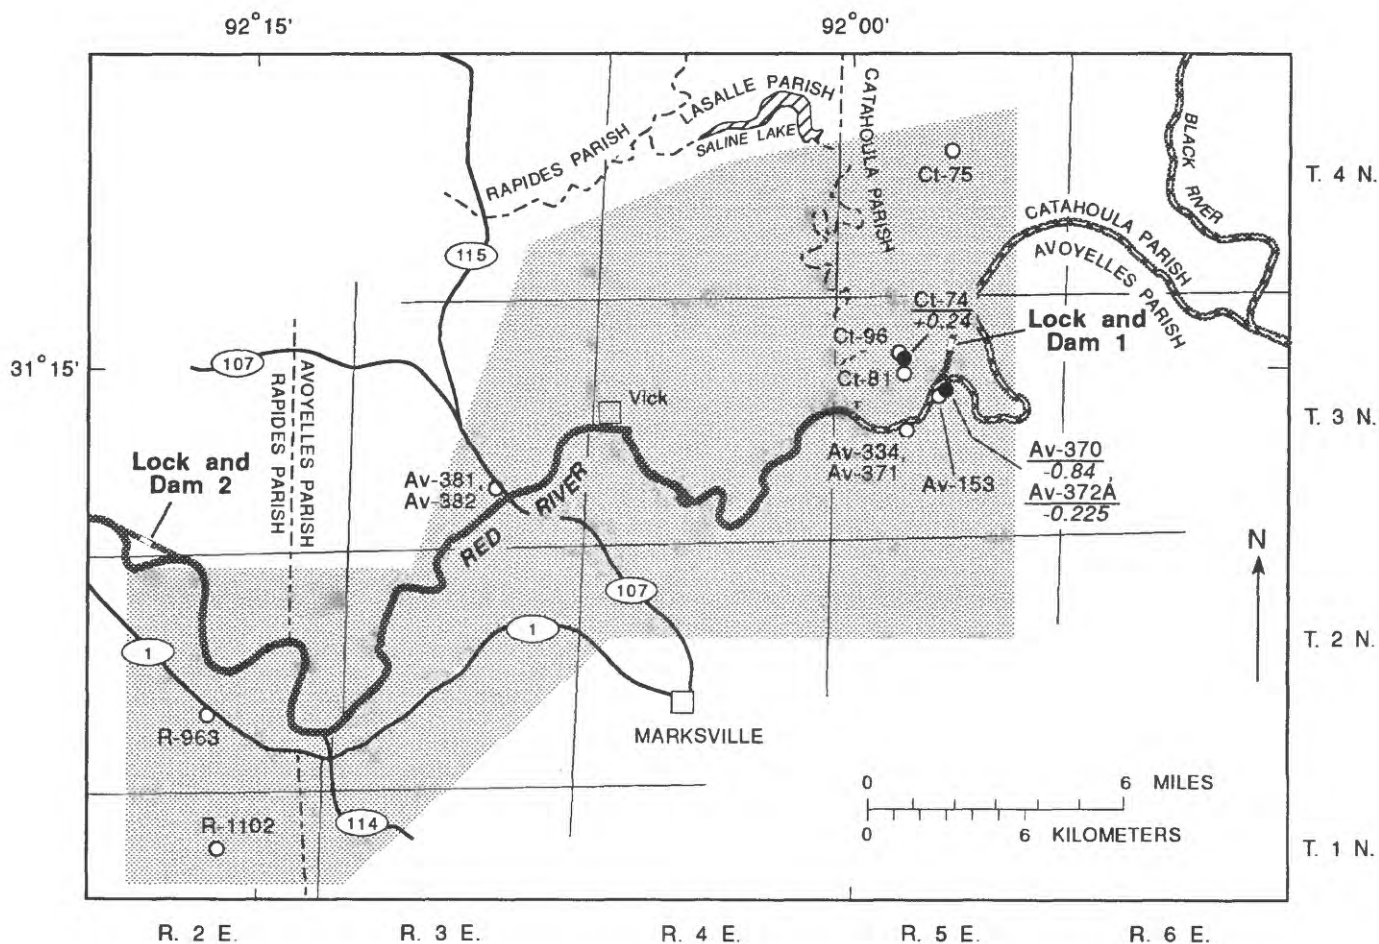 92°15'
92°00'
LASALLE PARISH
RAPIDES PARISH
SALINE LAKE
CATAHOULA PARISH
Ct-75
BLACK RIVER
T. 4 N.
CATAHOULA PARISH
AVOYELLES PARISH
115
Ct-74
+0.24
Lock and
Dam 1
Ct-96
Ct-81
31°15'
107
AVOYELLES PARISH
RAPIDES PARISH
Vick
T. 3 N.
Lock and
Dam 2
Av-381,
Av-382
RED RIVER
Av-334,
Av-371
Av-153
Av-370
-0.84
Av-372A
-0.225
N
107
1
1
T. 2 N.
R-963
MARKSVILLE
0 6 MILES
0 6 KILOMETERS
114
R-1102
T. 1 N.
R. 2 E. R. 3 E. R. 4 E. R. 5 E. R. 6 E.